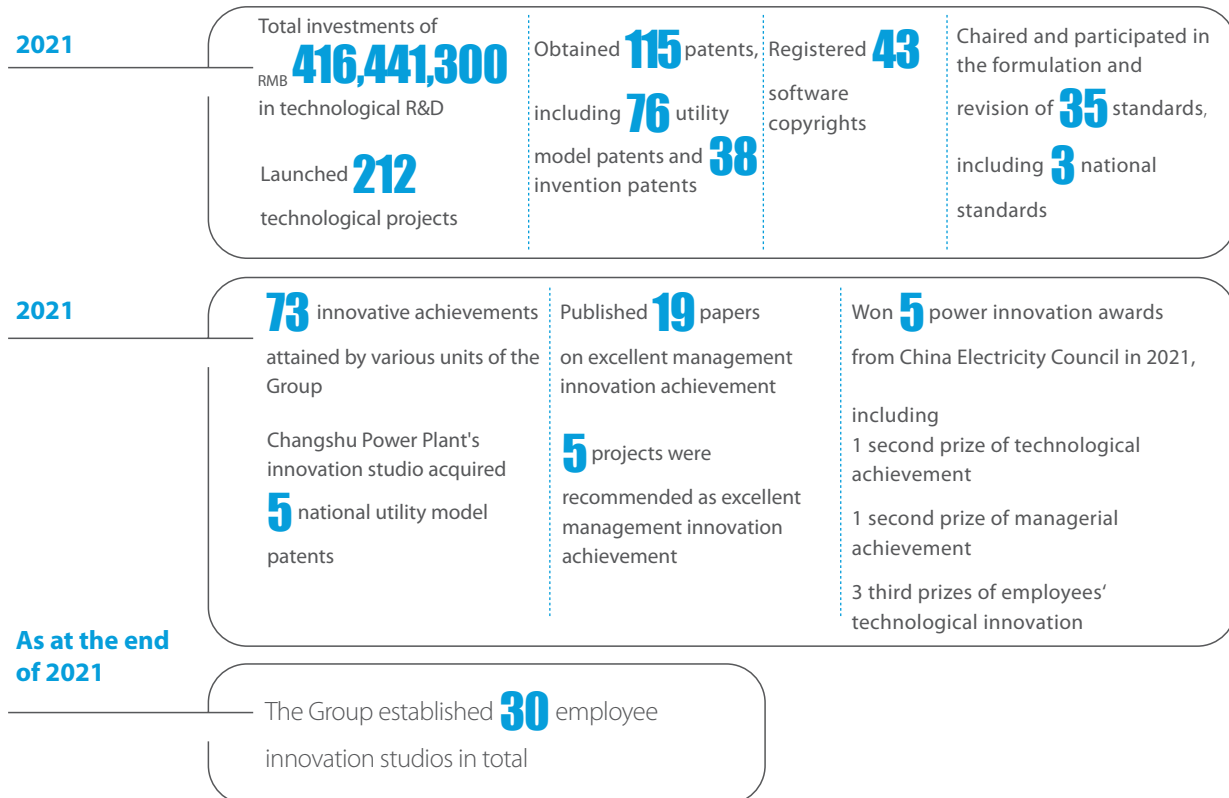 2021
Total investments of
RMB 416,441,300
in technological R&D
Launched 212
technological projects
Obtained 115 patents,
including 76 utility
model patents and 38
invention patents
Registered 43
software
copyrights
Chaired and participated in
the formulation and
revision of 35 standards,
including 3 national
standards
2021
73 innovative achievements
attained by various units of the
Group
Changshu Power Plant's
innovation studio acquired
5 national utility model
patents
Published 19 papers
on excellent management
innovation achievement
5 projects were
recommended as excellent
management innovation
achievement
Won 5 power innovation awards
from China Electricity Council in 2021,
including
1 second prize of technological
achievement
1 second prize of managerial
achievement
3 third prizes of employees‘
technological innovation
As at the end
of 2021
The Group established 30 employee
innovation studios in total